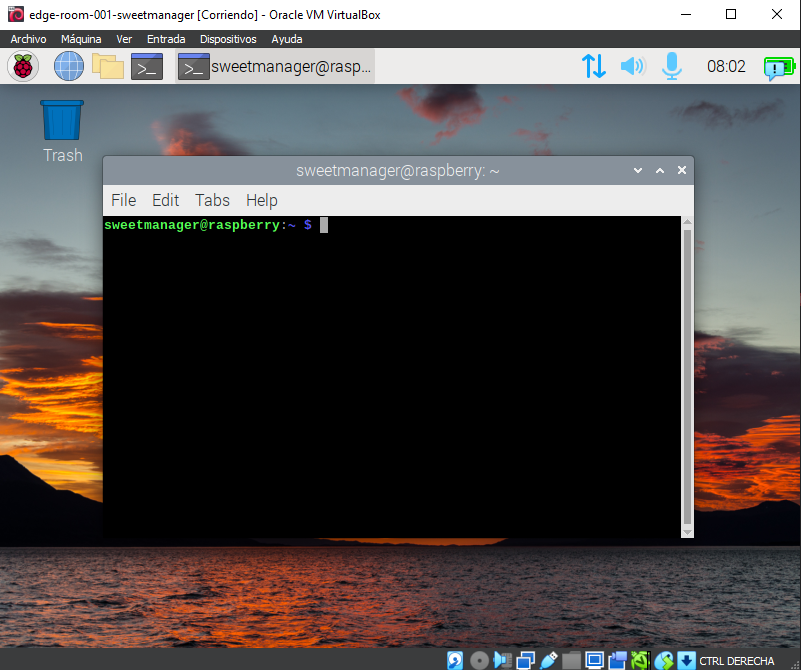 edge-room-001-sweetmanager [Corriendo] - Oracle VM VirtualBox
Archivo Máquina Ver Entrada Dispositivos Ayuda
>_ >_ sweetmanager@rasp... 08:02
Trash
sweetmanager@raspberry: ~
File Edit Tabs Help
sweetmanager@raspberry:~ $
CTRL DERECHA